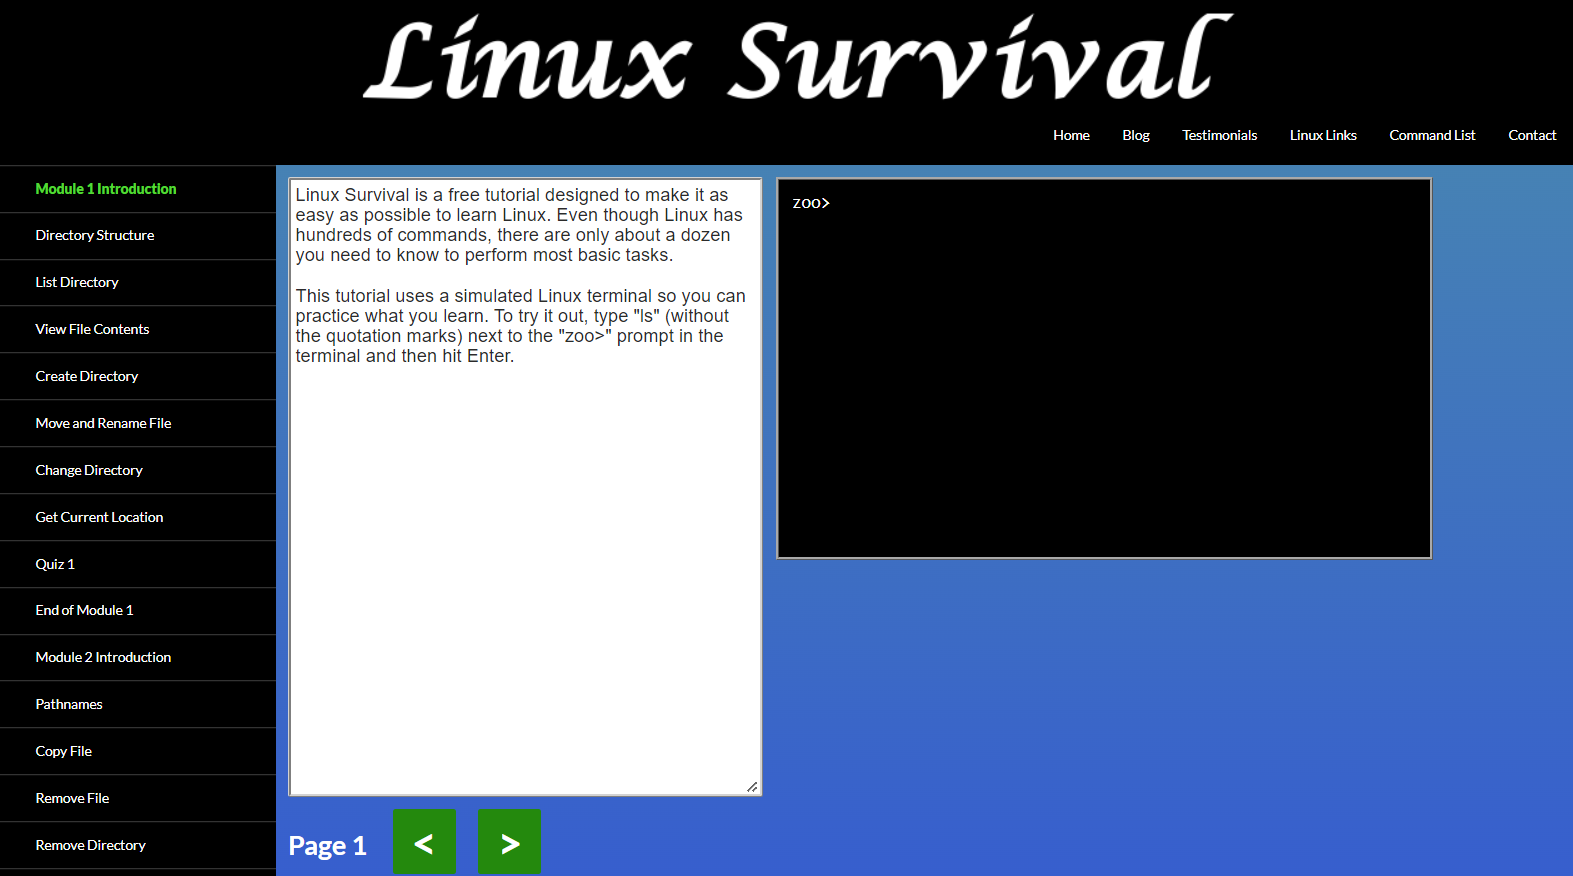 Linux Survival
Home Blog Testimonials Linux Links Command List Contact
Module 1 Introduction
Directory Structure
List Directory
View File Contents
Create Directory
Move and Rename File
Change Directory
Get Current Location
Quiz 1
End of Module 1
Module 2 Introduction
Pathnames
Copy File
Remove File
Remove Directory
Linux Survival is a free tutorial designed to make it as
easy as possible to learn Linux. Even though Linux has
hundreds of commands, there are only about a dozen
you need to know to perform most basic tasks.
This tutorial uses a simulated Linux terminal so you can
practice what you learn. To try it out, type "ls" (without
the quotation marks) next to the "zoo>" prompt in the
terminal and then hit Enter.
zoo>
Page 1 < >